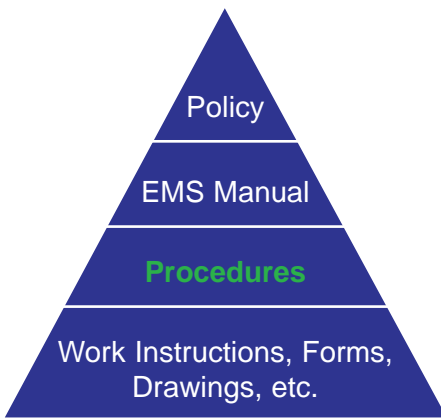 Policy
EMS Manual
Procedures
Work Instructions, Forms,
Drawings, etc.